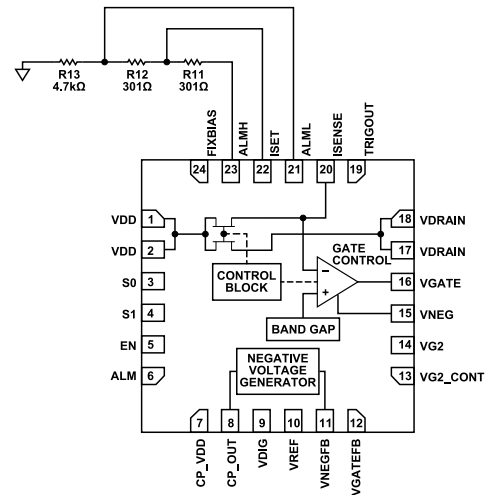 R13
4.7kΩ
R12
301Ω
R11
301Ω
FIXBIAS
ALMH
ISET
ALML
ISENSE
TRIGOUT
24
23
22
21
20
19
VDD
1
VDD
2
S0
3
S1
4
EN
5
ALM
6
18
VDRAIN
17
VDRAIN
16
VGATE
15
VNEG
14
VG2
13
VG2_CONT
GATE
CONTROL
–
+
CONTROL
BLOCK
BAND GAP
NEGATIVE
VOLTAGE
GENERATOR
7
8
9
10
11
12
CP_VDD
CP_OUT
VDIG
VREF
VNEGFB
VGATEFB